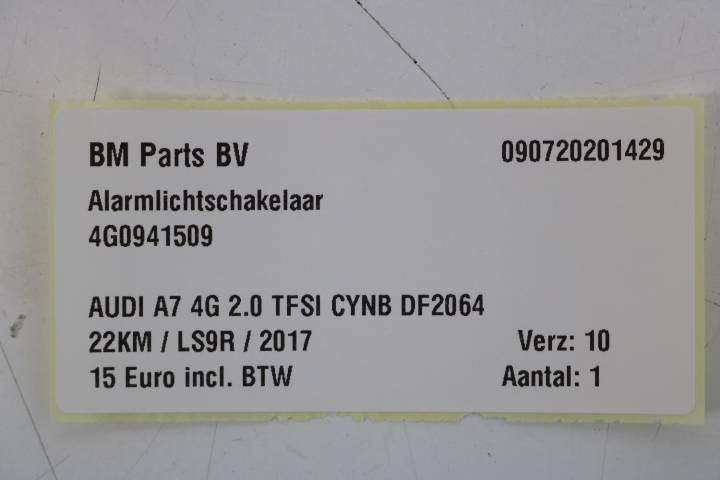 BM Parts BV 090720201429
Alarmlichtschakelaar
4G0941509
AUDI A7 4G 2.0 TFSI CYNB DF2064
22KM / LS9R / 2017 Verz: 10
15 Euro incl. BTW Aantal: 1